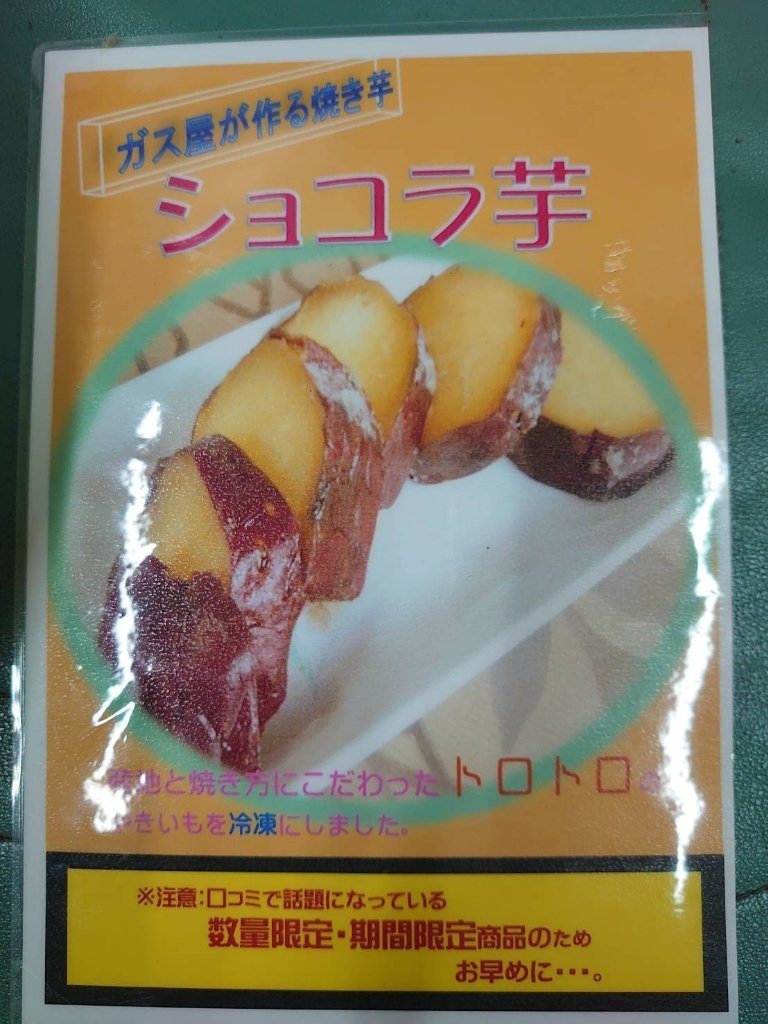 ガス屋が作る焼き芋
ショコラ芋
産地と焼き方にこだわったトロトロの
やきいもを冷凍にしました。
※注意:口コミで話題になっている
数量限定・期間限定商品のため
お早めに・・・。